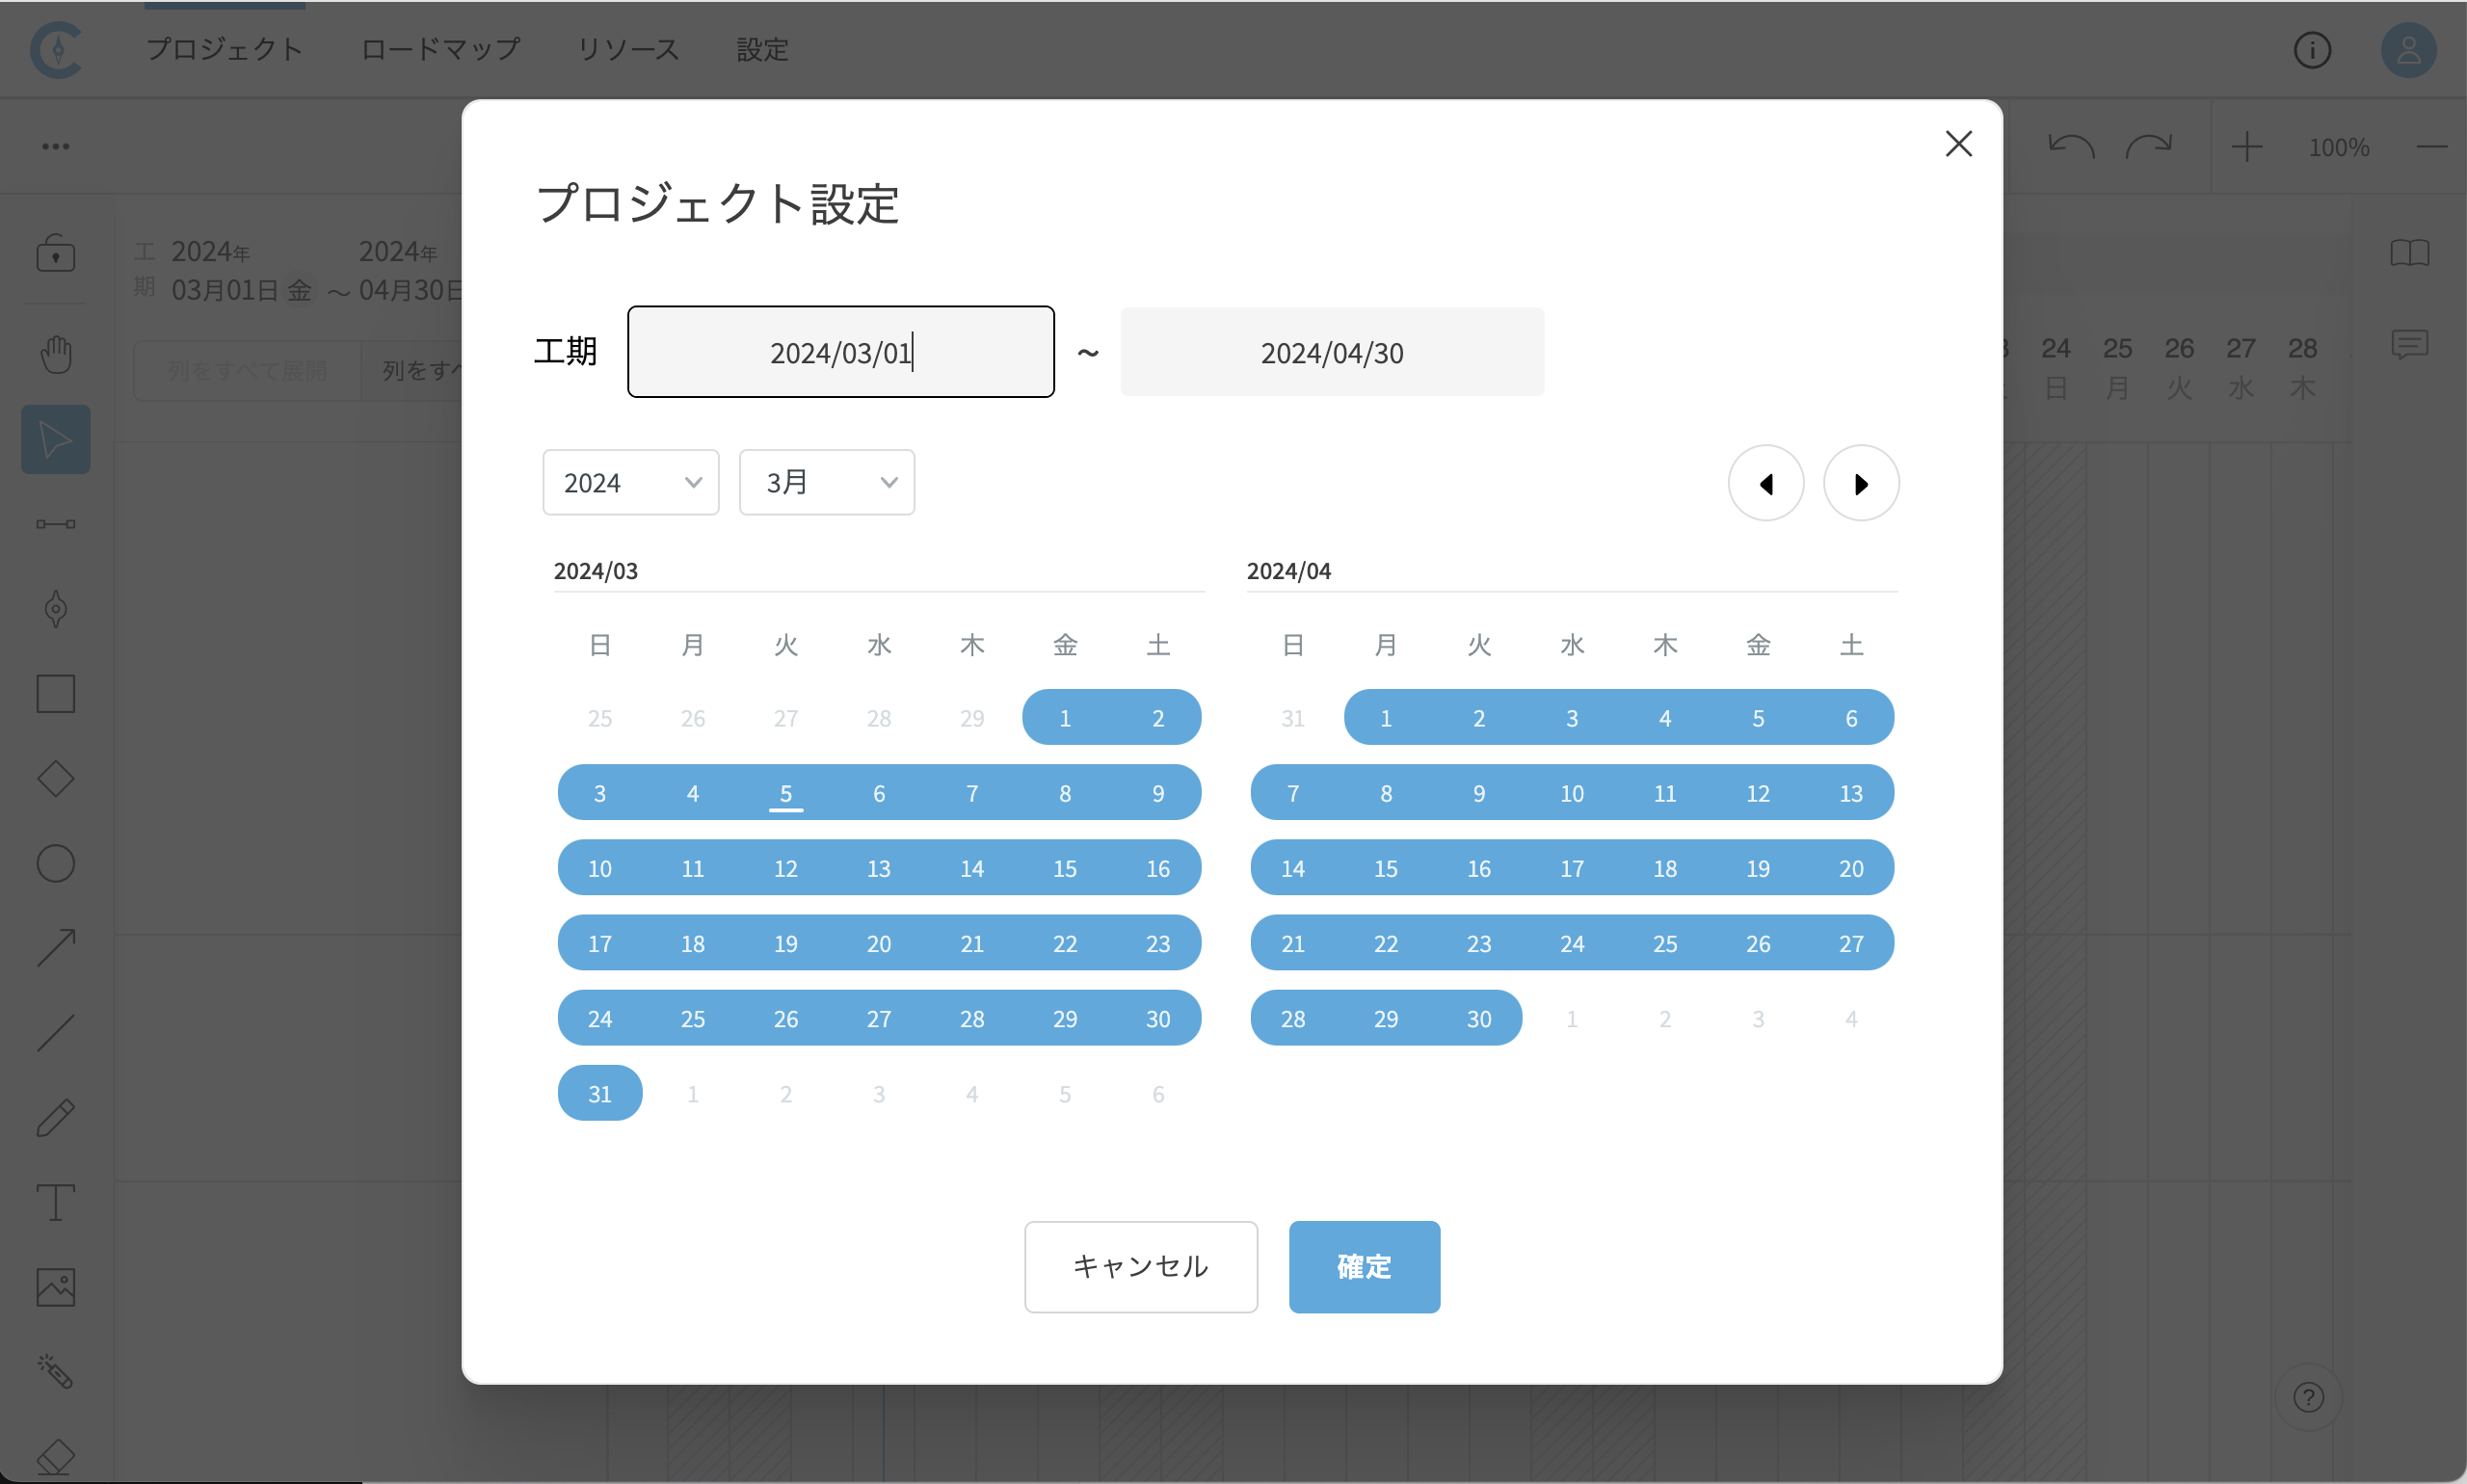 プロジェクト ロードマップ リソース 設定
100%
工期 2024年 03月01日 金 ～ 2024年 04月30日
列をすべて展開 列をすべ
24 25 26 27 28
日 月 火 水 木
プロジェクト設定
工期 2024/03/01 ~ 2024/04/30
2024 3月
2024/03
日 月 火 水 木 金 土
25 26 27 28 29 1 2
3 4 5 6 7 8 9
10 11 12 13 14 15 16
17 18 19 20 21 22 23
24 25 26 27 28 29 30
31 1 2 3 4 5 6
2024/04
日 月 火 水 木 金 土
31 1 2 3 4 5 6
7 8 9 10 11 12 13
14 15 16 17 18 19 20
21 22 23 24 25 26 27
28 29 30 1 2 3 4
キャンセル 確定